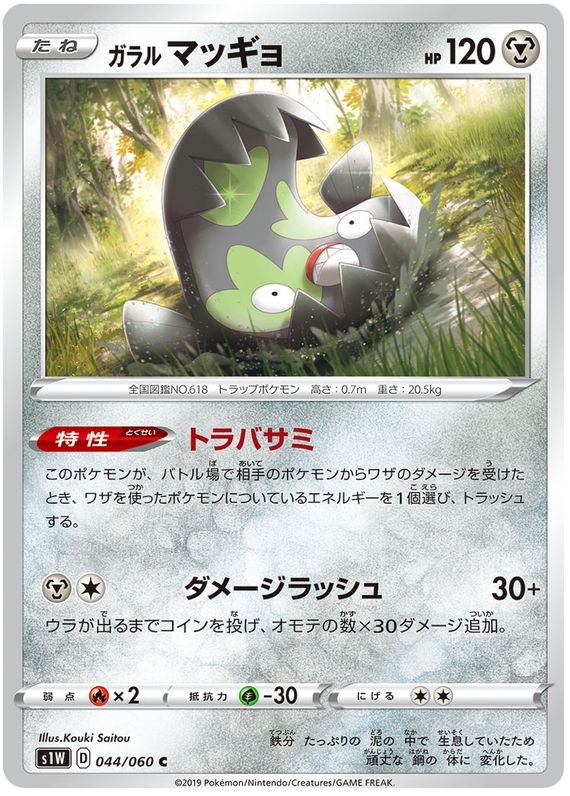 たね ガラル マッギョ HP 120
全国図鑑NO.618 トラップポケモン 高さ:0.7m 重さ:20.5kg
特性 とくせい トラバサミ
このポケモンが、バトル場で相手のポケモンからワザのダメージを受けた
とき、ワザを使ったポケモンについているエネルギーを1個選び、トラッシュ
する。
ダメージラッシュ 30+
ウラが出るまでコインを投げ、オモテの数×30ダメージ追加。
弱点 ×2 抵抗力 -30 にげる
Illus.Kouki Saitou
鉄分 たっぷりの 泥の 中で 生息していたため
頑丈な 鋼の 体に 変化した。
s1W D 044/060 C
©2019 Pokémon/Nintendo/Creatures/GAME FREAK.